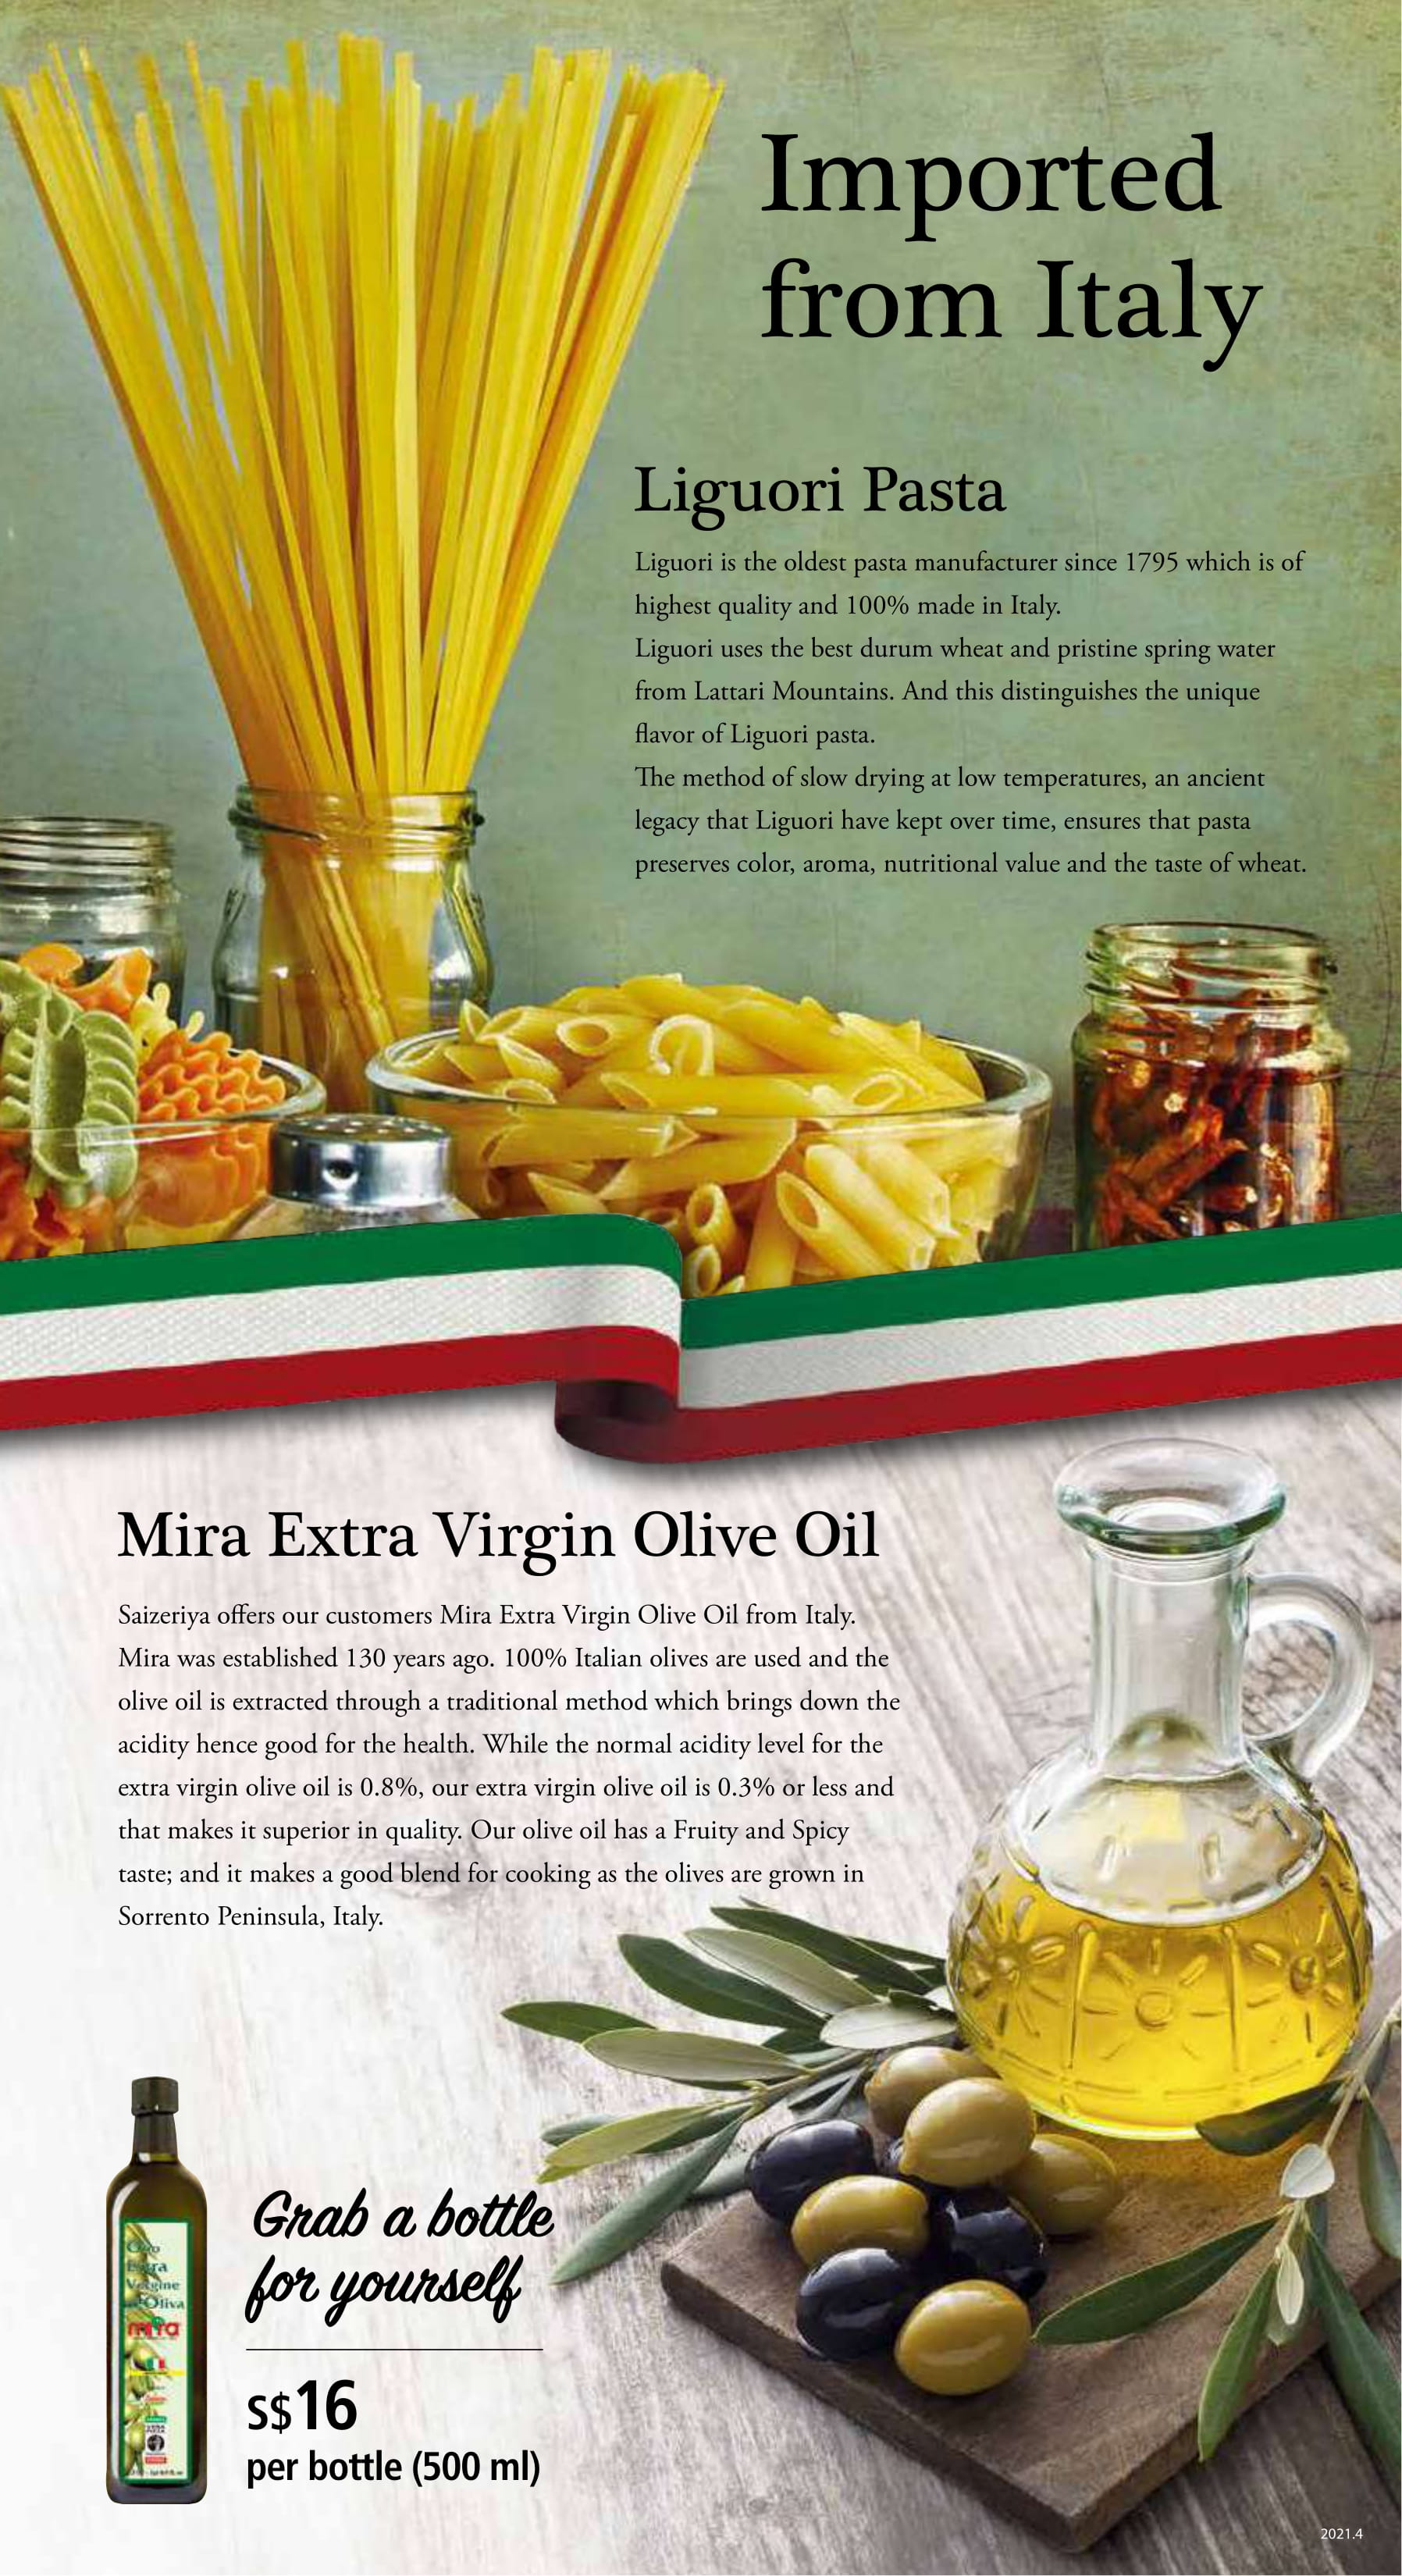 Imported
from Italy
Liguori Pasta
Liguori is the oldest pasta manufacturer since 1795 which is of
highest quality and 100% made in Italy.
Liguori uses the best durum wheat and pristine spring water
from Lattari Mountains. And this distinguishes the unique
flavor of Liguori pasta.
The method of slow drying at low temperatures, an ancient
legacy that Liguori have kept over time, ensures that pasta
preserves color, aroma, nutritional value and the taste of wheat.
Mira Extra Virgin Olive Oil
Saizeriya offers our customers Mira Extra Virgin Olive Oil from Italy.
Mira was established 130 years ago. 100% Italian olives are used and the
olive oil is extracted through a traditional method which brings down the
acidity hence good for the health. While the normal acidity level for the
extra virgin olive oil is 0.8%, our extra virgin olive oil is 0.3% or less and
that makes it superior in quality. Our olive oil has a Fruity and Spicy
taste; and it makes a good blend for cooking as the olives are grown in
Sorrento Peninsula, Italy.
Olio
Extra
Vergine
d'Oliva
mira
Grab a bottle
for yourself
S$16
per bottle (500 ml)
2021.4